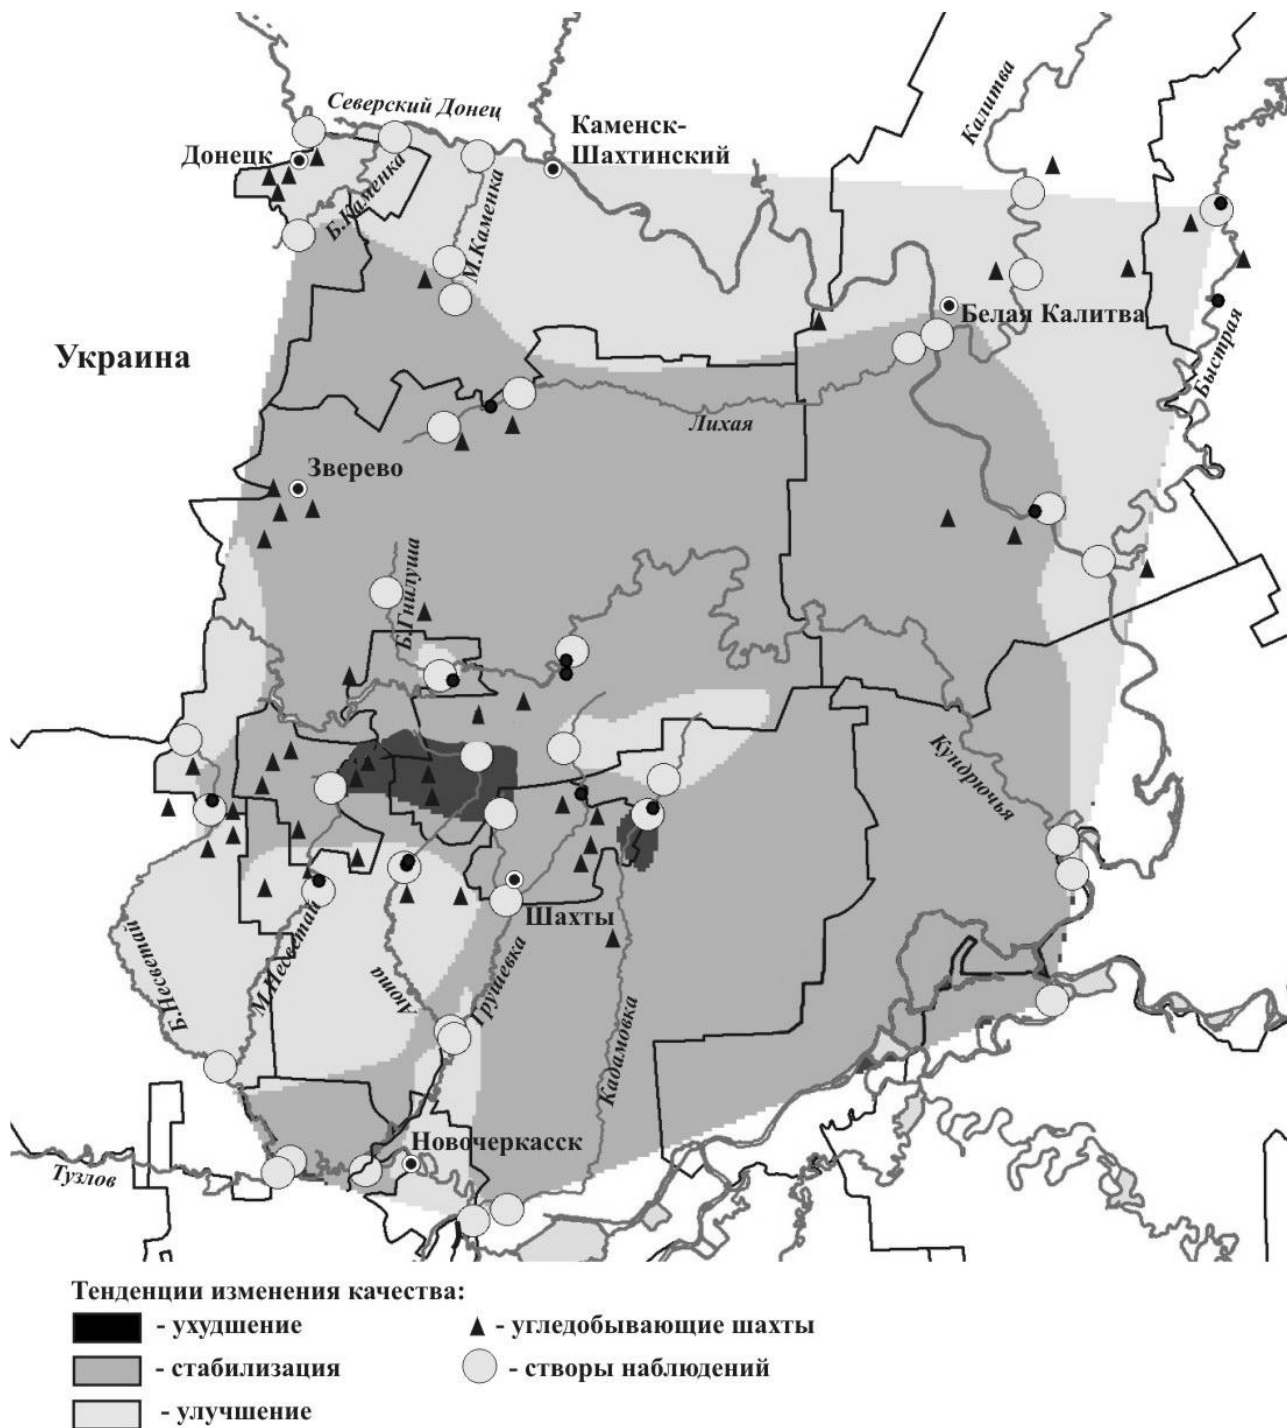 Северский Донец
Каменск-
Шахтинский
Калитва
Донецк
Б.Каменка
М.Каменка
Белая Калитва
Украина
Быстрая
Лихая
Зверево
Б.Гнилуша
Кундрючья
Шахты
Б.Несветай
М.Несветай
Аюта
Грушевка
Кадамовка
Новочеркасск
Тузлов
Тенденции изменения качества:
- ухудшение
- угледобывающие шахты
- стабилизация
- створы наблюдений
- улучшение